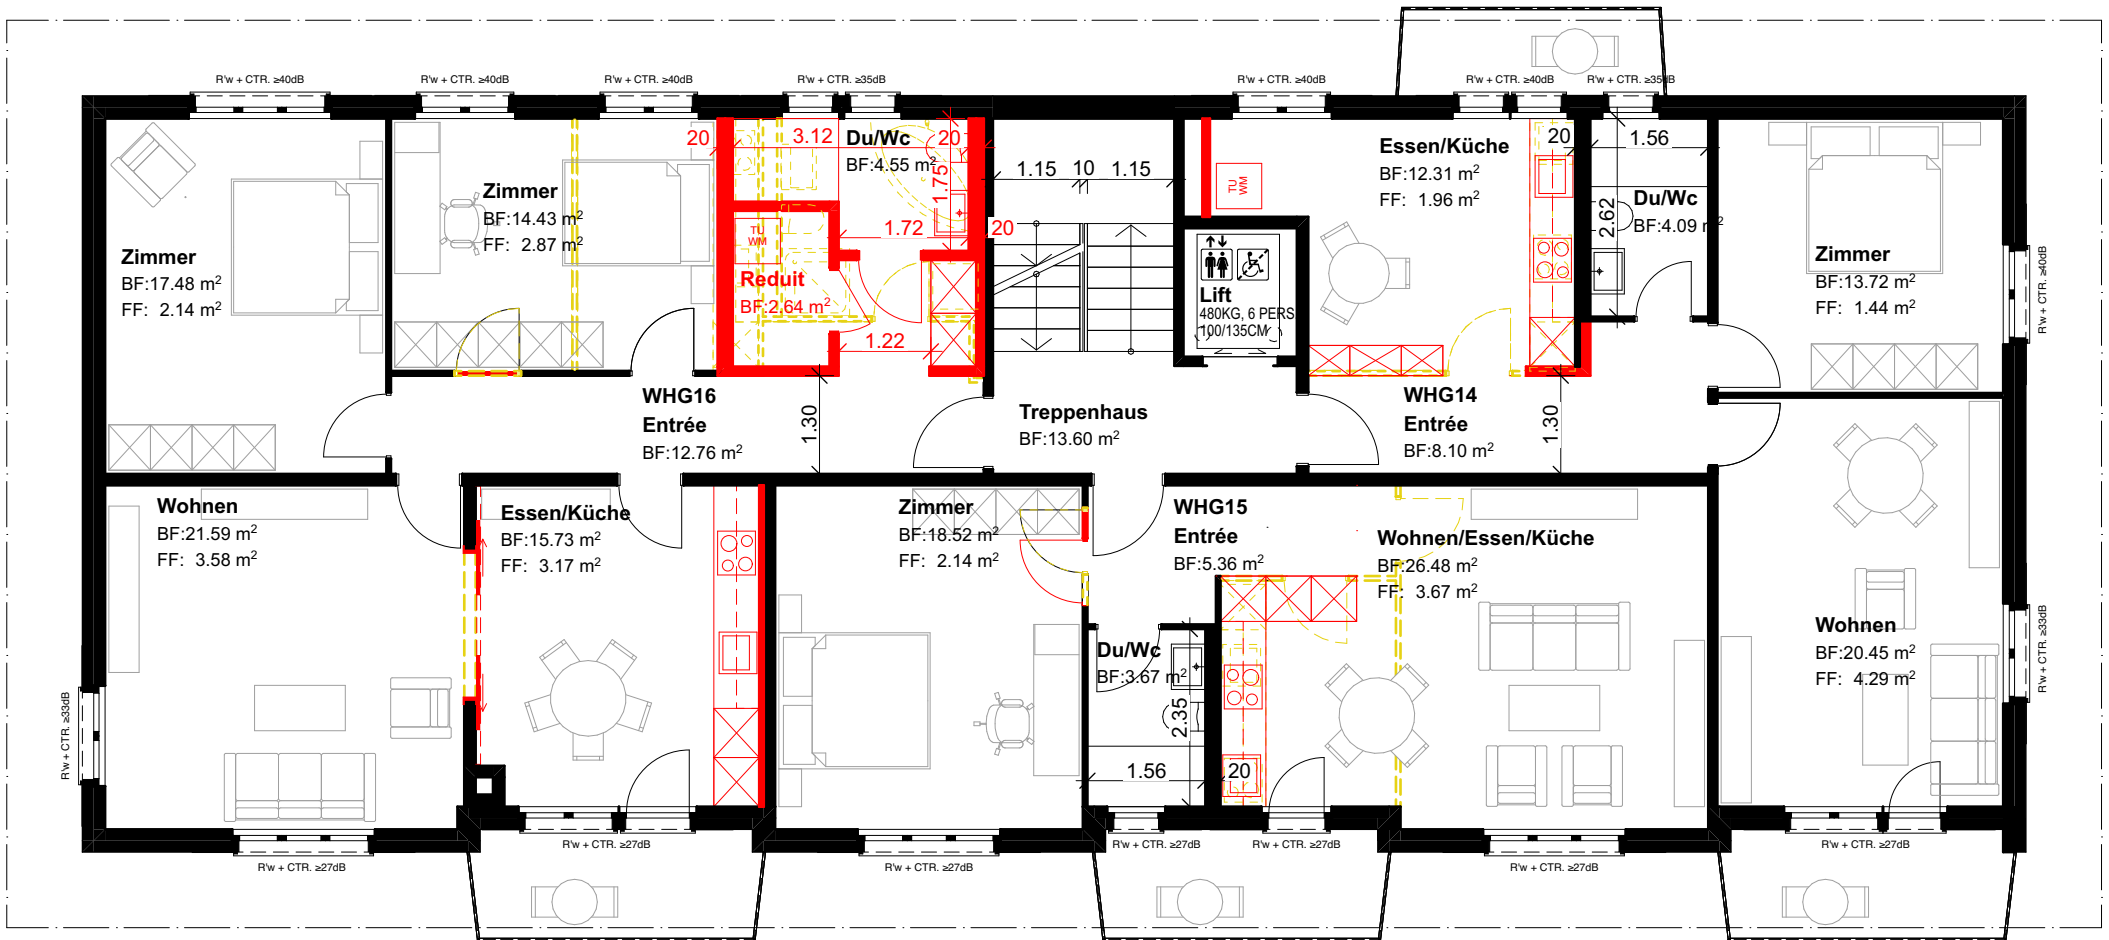 R'w + CTR. ≥40dB
R'w + CTR. ≥40dB
R'w + CTR. ≥40dB
R'w + CTR. ≥35dB
R'w + CTR. ≥40dB
R'w + CTR. ≥40dB
R'w + CTR. ≥35dB
Zimmer
BF:17.48 m²
FF: 2.14 m²
Zimmer
BF:14.43 m²
FF: 2.87 m²
20
3.12
Du/Wc
BF:4.55 m²
20
1.75
1.72
20
TU
WM
Reduit
BF:2.64 m²
1.22
1.15
10
1.15
TU
WM
Lift
480KG, 6 PERS
100/135CM
Essen/Küche
BF:12.31 m²
FF: 1.96 m²
20
1.56
2.62
Du/Wc
BF:4.09 m²
Zimmer
BF:13.72 m²
FF: 1.44 m²
R'w + CTR. ≥40dB
WHG16
Entrée
BF:12.76 m²
1.30
Treppenhaus
BF:13.60 m²
WHG14
Entrée
BF:8.10 m²
1.30
Wohnen
BF:21.59 m²
FF: 3.58 m²
Essen/Küche
BF:15.73 m²
FF: 3.17 m²
Zimmer
BF:18.52 m²
FF: 2.14 m²
WHG15
Entrée
BF:5.36 m²
Wohnen/Essen/Küche
BF:26.48 m²
FF: 3.67 m²
Du/Wc
BF:3.67 m²
2.35
1.56
20
Wohnen
BF:20.45 m²
FF: 4.29 m²
R'w + CTR. ≥33dB
R'w + CTR. ≥33dB
R'w + CTR. ≥27dB
R'w + CTR. ≥27dB
R'w + CTR. ≥27dB
R'w + CTR. ≥27dB
R'w + CTR. ≥27dB
R'w + CTR. ≥27dB
R'w + CTR. ≥27dB